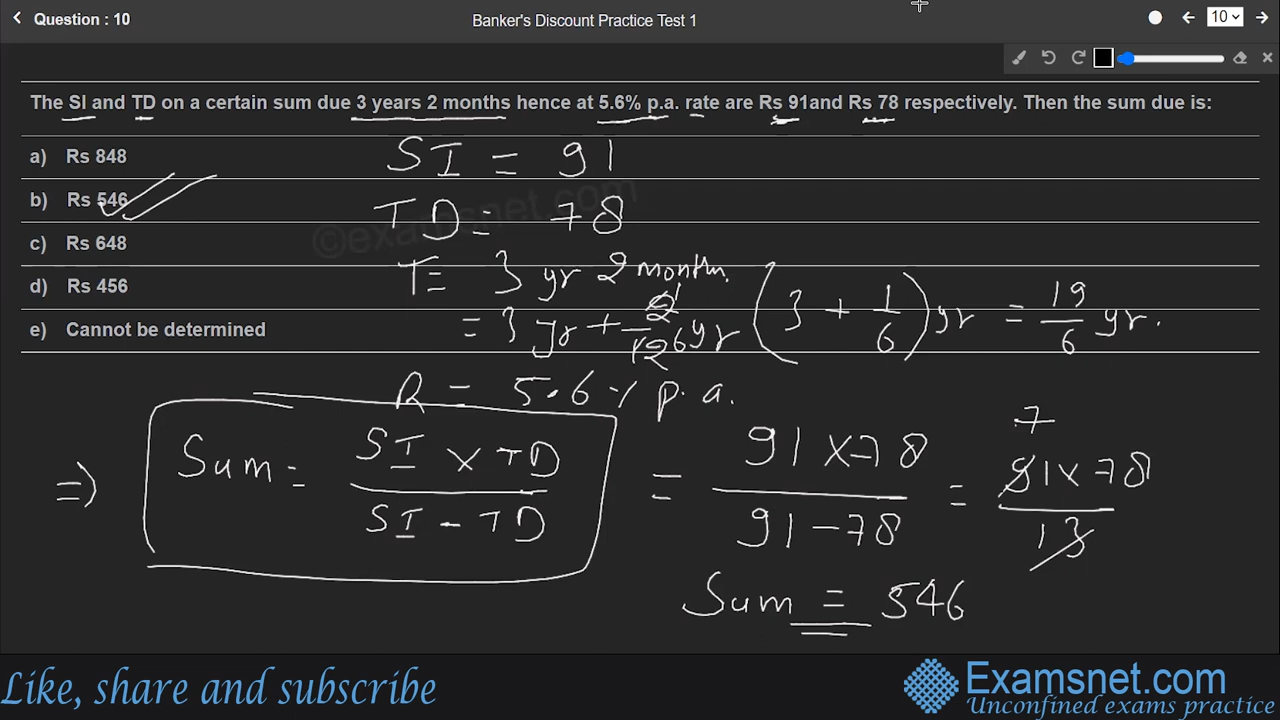 Question : 10
Banker's Discount Practice Test 1
10
The SI and TD on a certain sum due 3 years 2 months hence at 5.6% p.a. rate are Rs 91and Rs 78 respectively. Then the sum due is:
a) Rs 848
b) Rs 546
c) Rs 648
d) Rs 456
e) Cannot be determined
©examsnet.com
SI = 91
TD = 78
T = 3 yr 2 month.
= 3 yr + 2/12 yr (3 + 1/6) yr = 19/6 yr.
1
6
R = 5.6 % p.a.
=) Sum = SI × TD / SI - TD = 91 × 78 / 91 - 78 = 91 × 78 / 13
7
Sum = 546
Like, share and subscribe
Examsnet.com
Unconfined exams practice